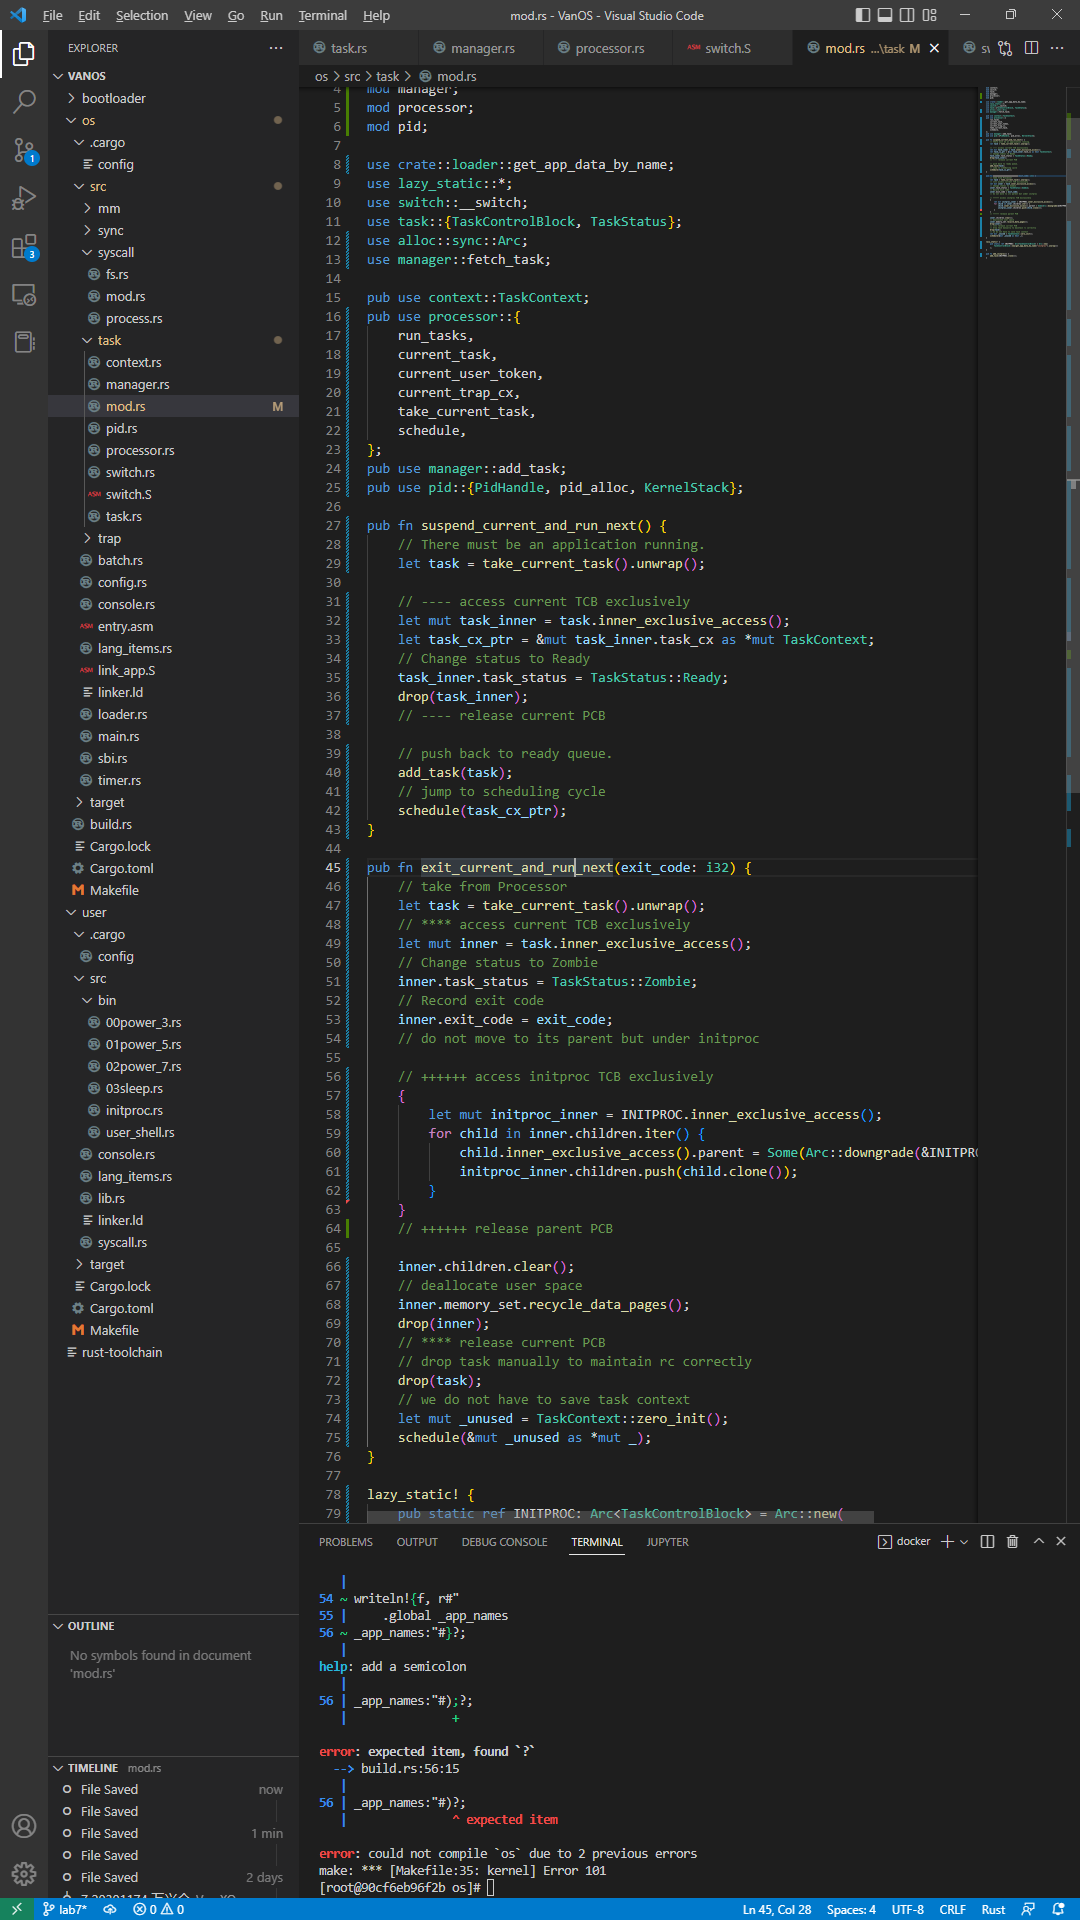 File Edit Selection View Go Run Terminal Help
mod.rs - VanOS - Visual Studio Code
EXPLORER
VANOS
bootloader
os
.cargo
config
src
mm
sync
syscall
fs.rs
mod.rs
process.rs
task
context.rs
manager.rs
mod.rs M
pid.rs
processor.rs
switch.rs
ASM switch.S
task.rs
trap
batch.rs
config.rs
console.rs
ASM entry.asm
lang_items.rs
ASM link_app.S
linker.ld
loader.rs
main.rs
sbi.rs
timer.rs
target
build.rs
Cargo.lock
Cargo.toml
Makefile
user
.cargo
config
src
bin
00power_3.rs
01power_5.rs
02power_7.rs
03sleep.rs
initproc.rs
user_shell.rs
console.rs
lang_items.rs
lib.rs
linker.ld
syscall.rs
target
Cargo.lock
Cargo.toml
Makefile
rust-toolchain
OUTLINE
No symbols found in document
'mod.rs'
TIMELINE mod.rs
File Saved now
File Saved
File Saved 1 min
File Saved
File Saved 2 days
1
3
task.rs manager.rs processor.rs ASM switch.S mod.rs ...\task M
os > src > task > mod.rs
4 mod manager;
5 mod processor;
6 mod pid;
7
8 use crate::loader::get_app_data_by_name;
9 use lazy_static::*;
10 use switch::__switch;
11 use task::{TaskControlBlock, TaskStatus};
12 use alloc::sync::Arc;
13 use manager::fetch_task;
14
15 pub use context::TaskContext;
16 pub use processor::{
17 run_tasks,
18 current_task,
19 current_user_token,
20 current_trap_cx,
21 take_current_task,
22 schedule,
23 };
24 pub use manager::add_task;
25 pub use pid::{PidHandle, pid_alloc, KernelStack};
26
27 pub fn suspend_current_and_run_next() {
28 // There must be an application running.
29 let task = take_current_task().unwrap();
30
31 // ---- access current TCB exclusively
32 let mut task_inner = task.inner_exclusive_access();
33 let task_cx_ptr = &mut task_inner.task_cx as *mut TaskContext;
34 // Change status to Ready
35 task_inner.task_status = TaskStatus::Ready;
36 drop(task_inner);
37 // ---- release current PCB
38
39 // push back to ready queue.
40 add_task(task);
41 // jump to scheduling cycle
42 schedule(task_cx_ptr);
43 }
44
45 pub fn exit_current_and_run_next(exit_code: i32) {
46 // take from Processor
47 let task = take_current_task().unwrap();
48 // **** access current TCB exclusively
49 let mut inner = task.inner_exclusive_access();
50 // Change status to Zombie
51 inner.task_status = TaskStatus::Zombie;
52 // Record exit code
53 inner.exit_code = exit_code;
54 // do not move to its parent but under initproc
55
56 // ++++++ access initproc TCB exclusively
57 {
58 let mut initproc_inner = INITPROC.inner_exclusive_access();
59 for child in inner.children.iter() {
60 child.inner_exclusive_access().parent = Some(Arc::downgrade(&INITPRO
61 initproc_inner.children.push(child.clone());
62 }
63 }
64 // ++++++ release parent PCB
65
66 inner.children.clear();
67 // deallocate user space
68 inner.memory_set.recycle_data_pages();
69 drop(inner);
70 // **** release current PCB
71 // drop task manually to maintain rc correctly
72 drop(task);
73 // we do not have to save task context
74 let mut _unused = TaskContext::zero_init();
75 schedule(&mut _unused as *mut _);
76 }
77
78 lazy_static! {
79 pub static ref INITPROC: Arc<TaskControlBlock> = Arc::new(
PROBLEMS OUTPUT DEBUG CONSOLE TERMINAL JUPYTER docker
|
54 ~ writeln!{f, r#"
55 | .global _app_names
56 ~ _app_names:"#}?;
|
help: add a semicolon
|
56 | _app_names:"#);?;
| +
error: expected item, found `?`
--> build.rs:56:15
|
56 | _app_names:"#)?;
| ^ expected item
error: could not compile `os` due to 2 previous errors
make: *** [Makefile:35: kernel] Error 101
[root@90cf6eb96f2b os]#
lab7* 0 0 Ln 45, Col 28 Spaces: 4 UTF-8 CRLF Rust